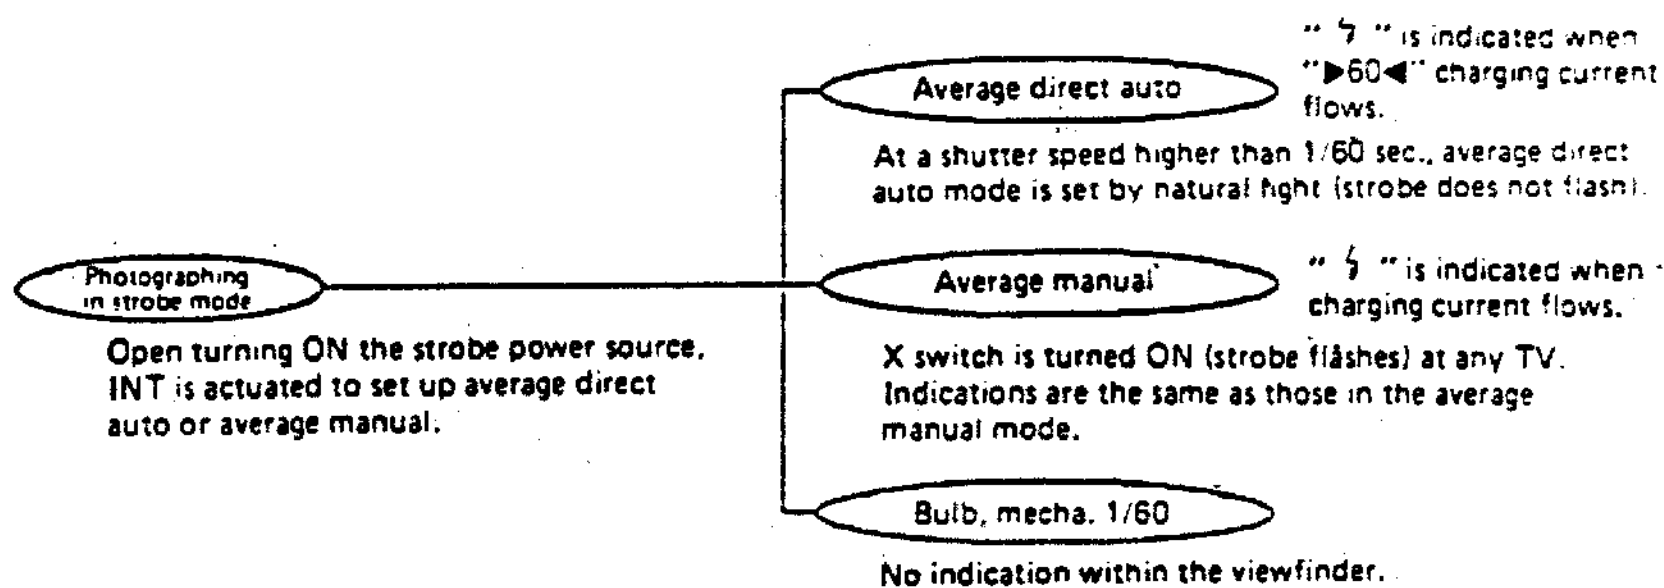 " ϟ " is indicated when
"▶60◀" charging current
flows.
Average direct auto
At a shutter speed higher than 1/60 sec., average direct
auto mode is set by natural light (strobe does not flash).
Photographing
in strobe mode
Open turning ON the strobe power source,
INT is actuated to set up average direct
auto or average manual.
Average manual
" ϟ " is indicated when
charging current flows.
X switch is turned ON (strobe flashes) at any TV.
Indications are the same as those in the average
manual mode.
Bulb, mecha. 1/60
No indication within the viewfinder.